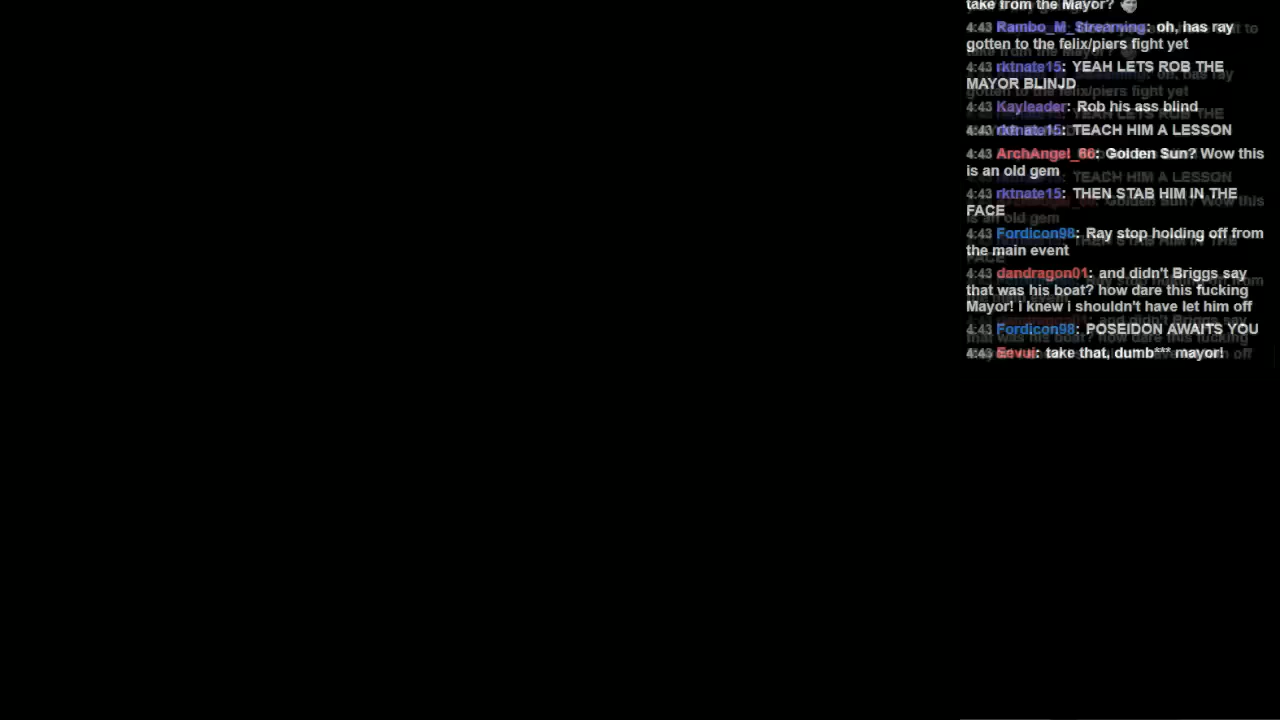 take from the Mayor?
4:43 Rambo_M_Streaming: oh, has ray
gotten to the felix/piers fight yet
4:43 rktnate15: YEAH LETS ROB THE
MAYOR BLINJD
4:43 Kayleader: Rob his ass blind
4:43 rktnate15: TEACH HIM A LESSON
4:43 ArchAngel_66: Golden Sun? Wow this
is an old gem
4:43 rktnate15: THEN STAB HIM IN THE
FACE
4:43 Fordicon98: Ray stop holding off from
the main event
4:43 dandragon01: and didn't Briggs say
that was his boat? how dare this fucking
Mayor! i knew i shouldn't have let him off
4:43 Fordicon98: POSEIDON AWAITS YOU
4:43 : take that, dumb*** mayor!